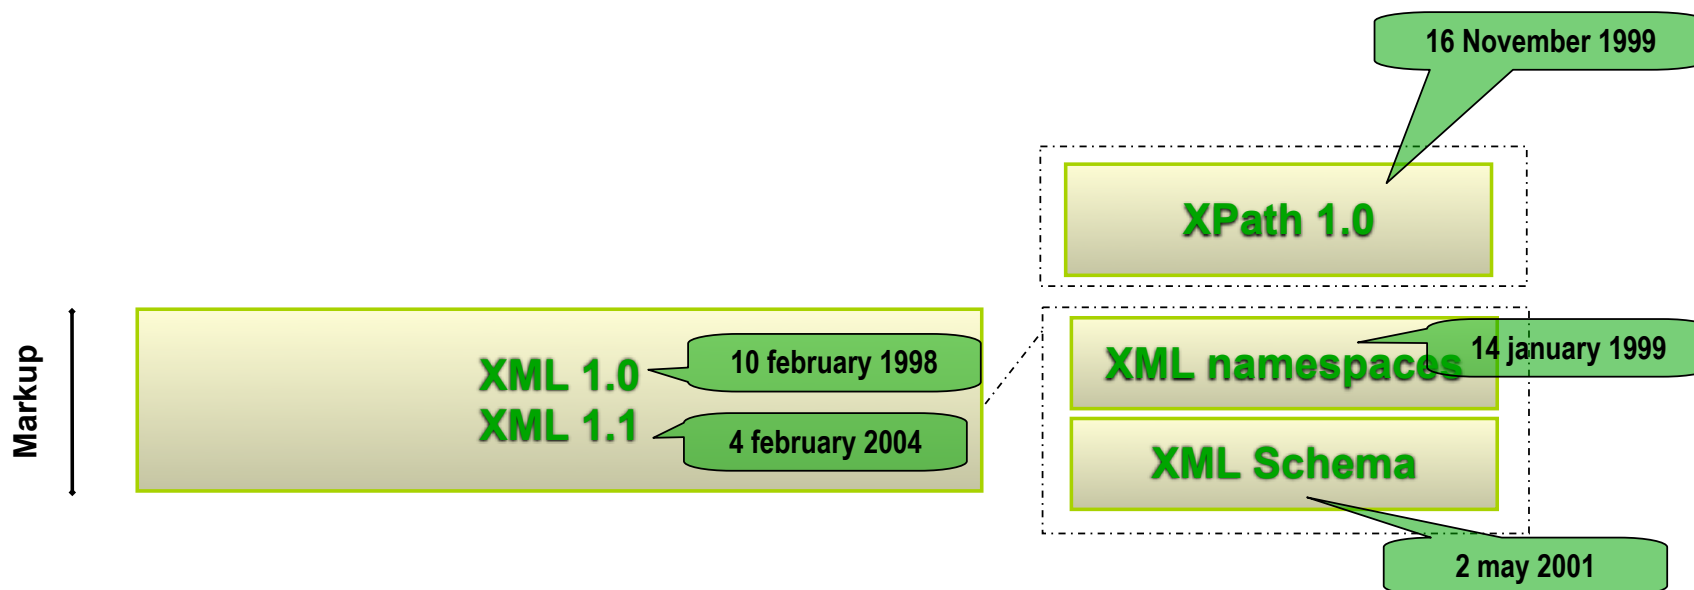 16 November 1999
XPath 1.0
Markup
XML 1.0
10 february 1998
XML 1.1
4 february 2004
XML namespaces
14 january 1999
XML Schema
2 may 2001